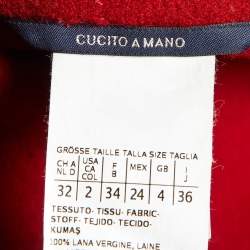 CUCITO A MANO
GRÖSSE TAILLE TALLA SIZE TAGLIA
CH A NL D USA CA COL F B MEX GB I J
32 2 34 24 4 36
TESSUTO- TISSU- FABRIC-
STOFF- TEJIDO- TECIDO-
KUMAŞ
100% LANA VERGINE, LAINE